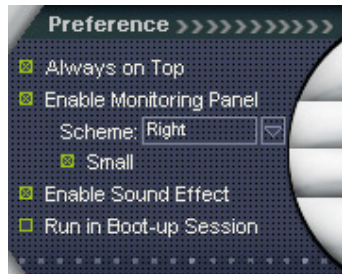 Preference >>>>>>>>>>>>
Always on Top
Enable Monitoring Panel
Scheme: Right
Small
Enable Sound Effect
Run in Boot-up Session